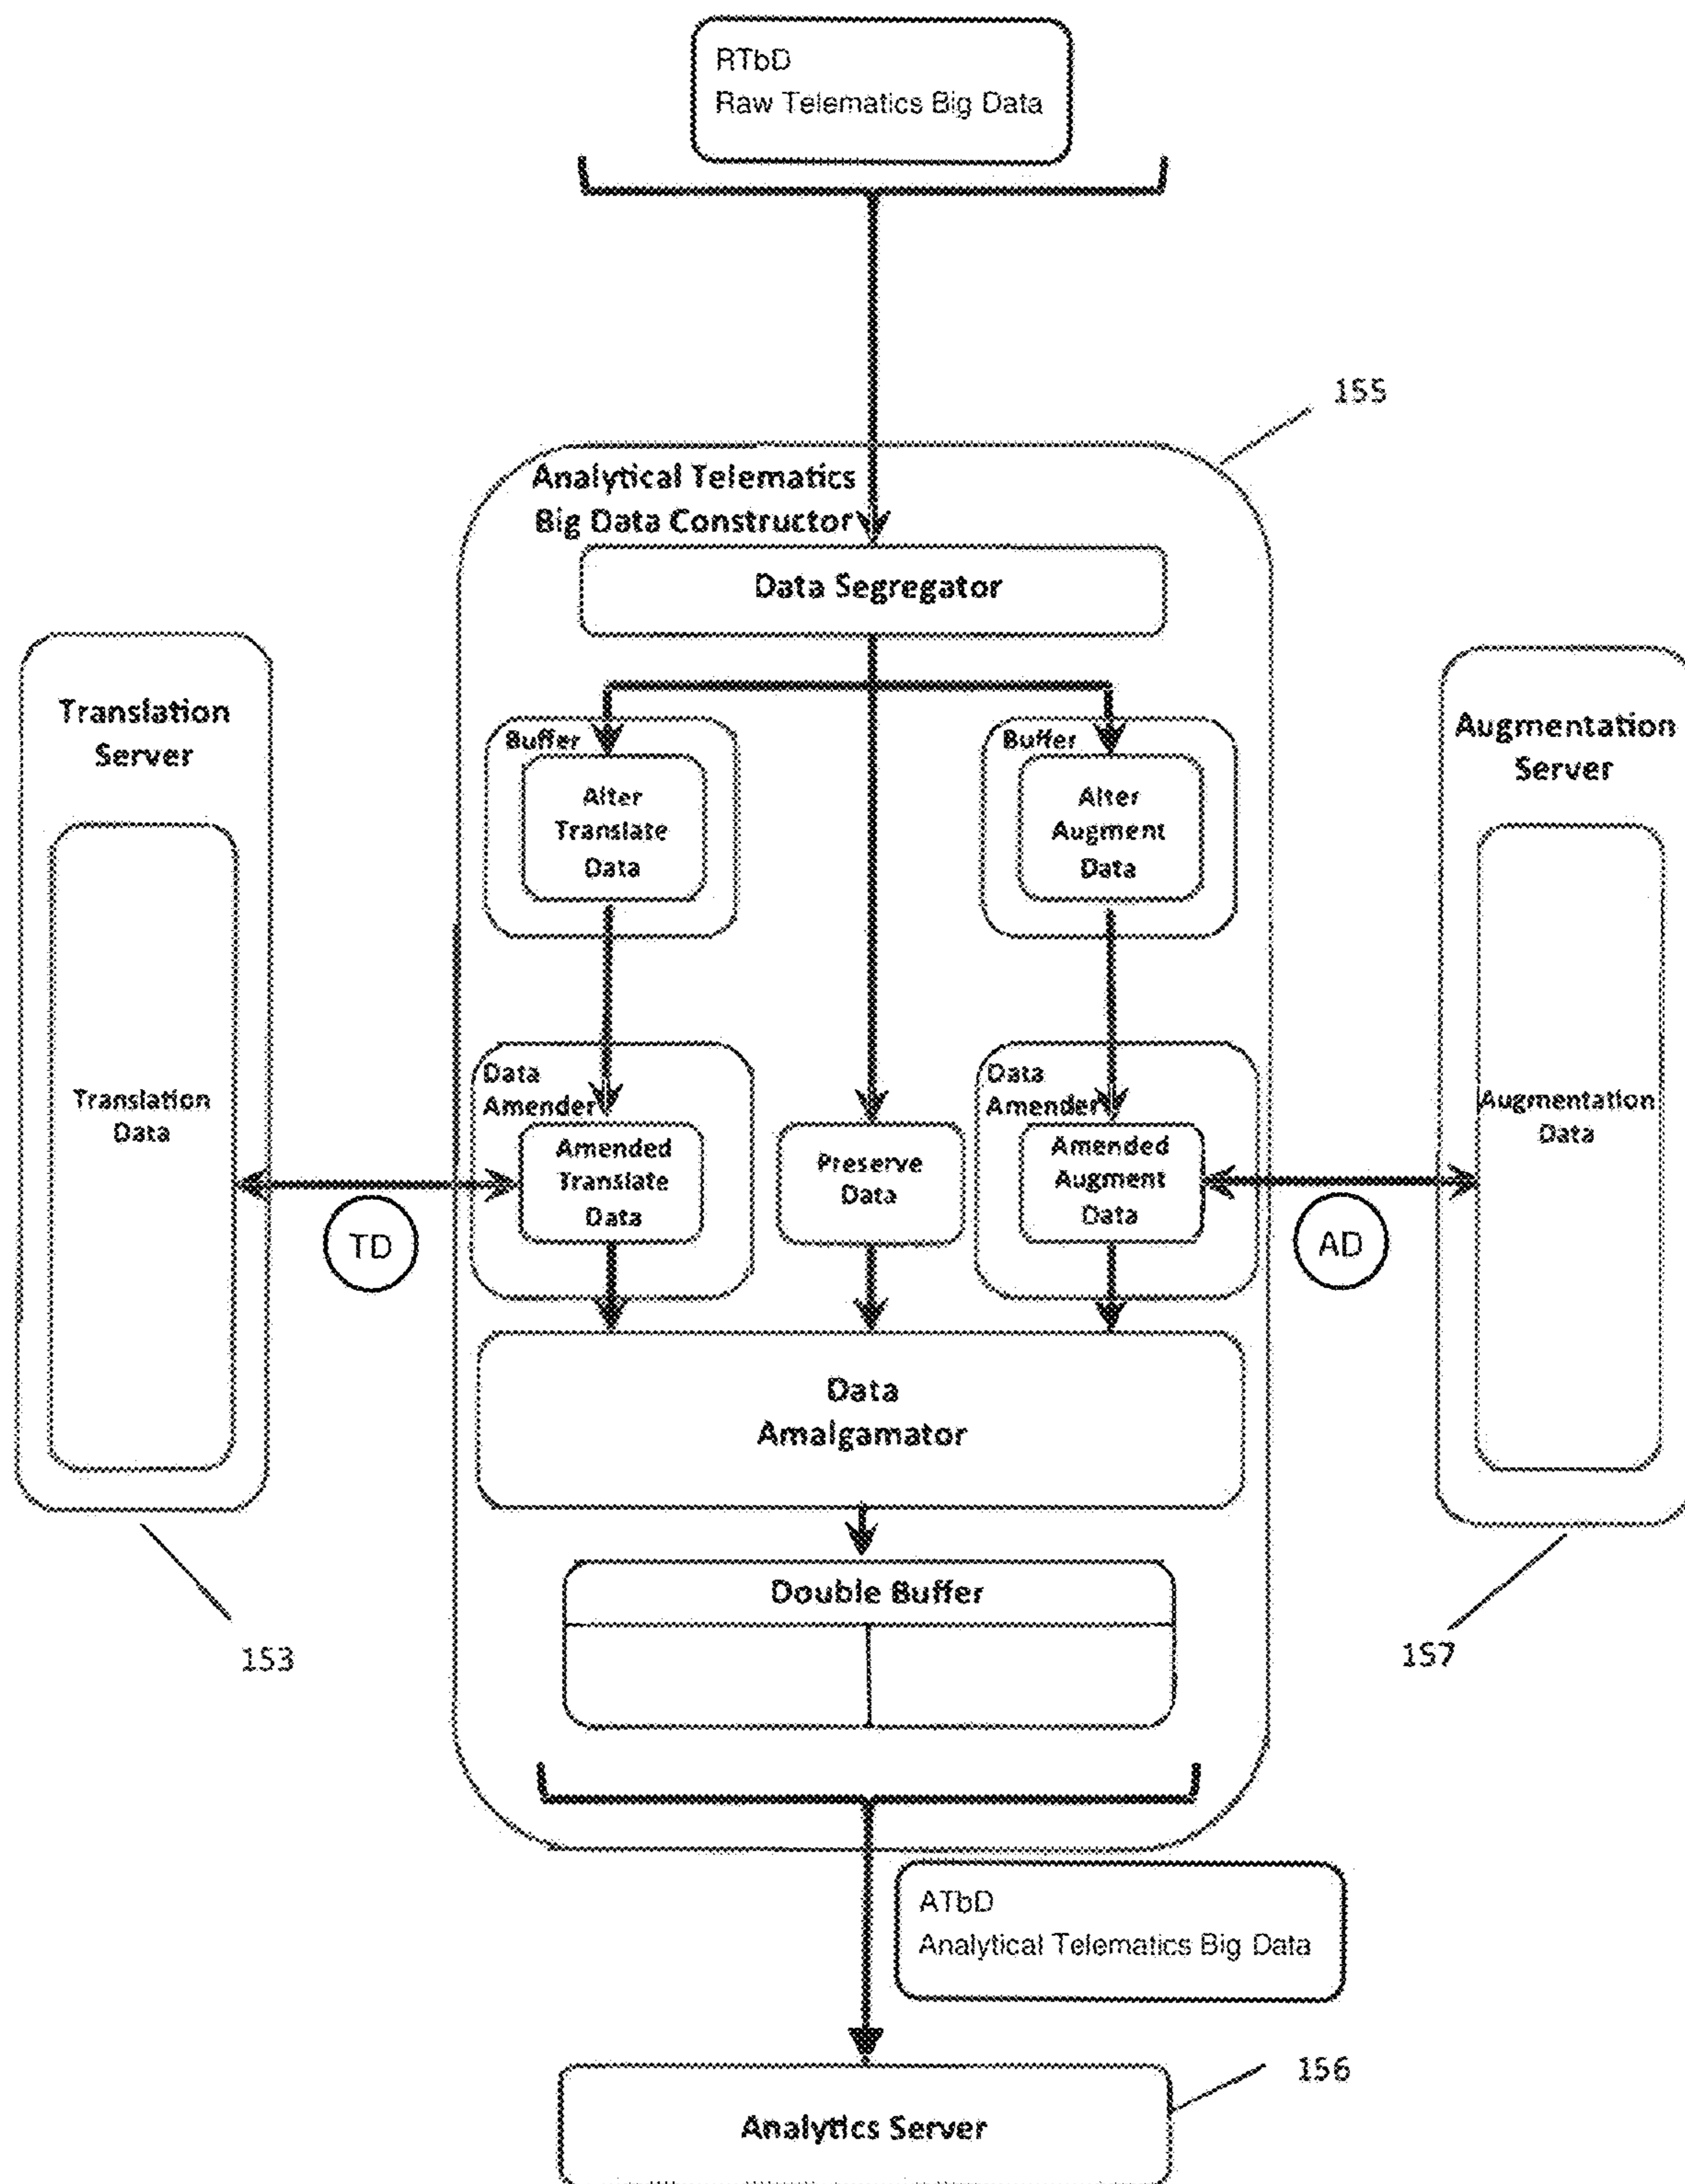 RTbD
Raw Telematics Big Data
155
Analytical Telematics
Big Data Constructor
Data Segregator
Translation
Server
Augmentation
Server
Buffer
Alter
Translate
Data
Buffer
Alter
Augment
Data
Translation
Data
Data
Amender
Amended
Translate
Data
Preserve
Data
Data
Amender
Amended
Augment
Data
Augmentation
Data
TD
AD
Data
Amalgamator
Double Buffer
153
157
ATbD
Analytical Telematics Big Data
156
Analytics Server